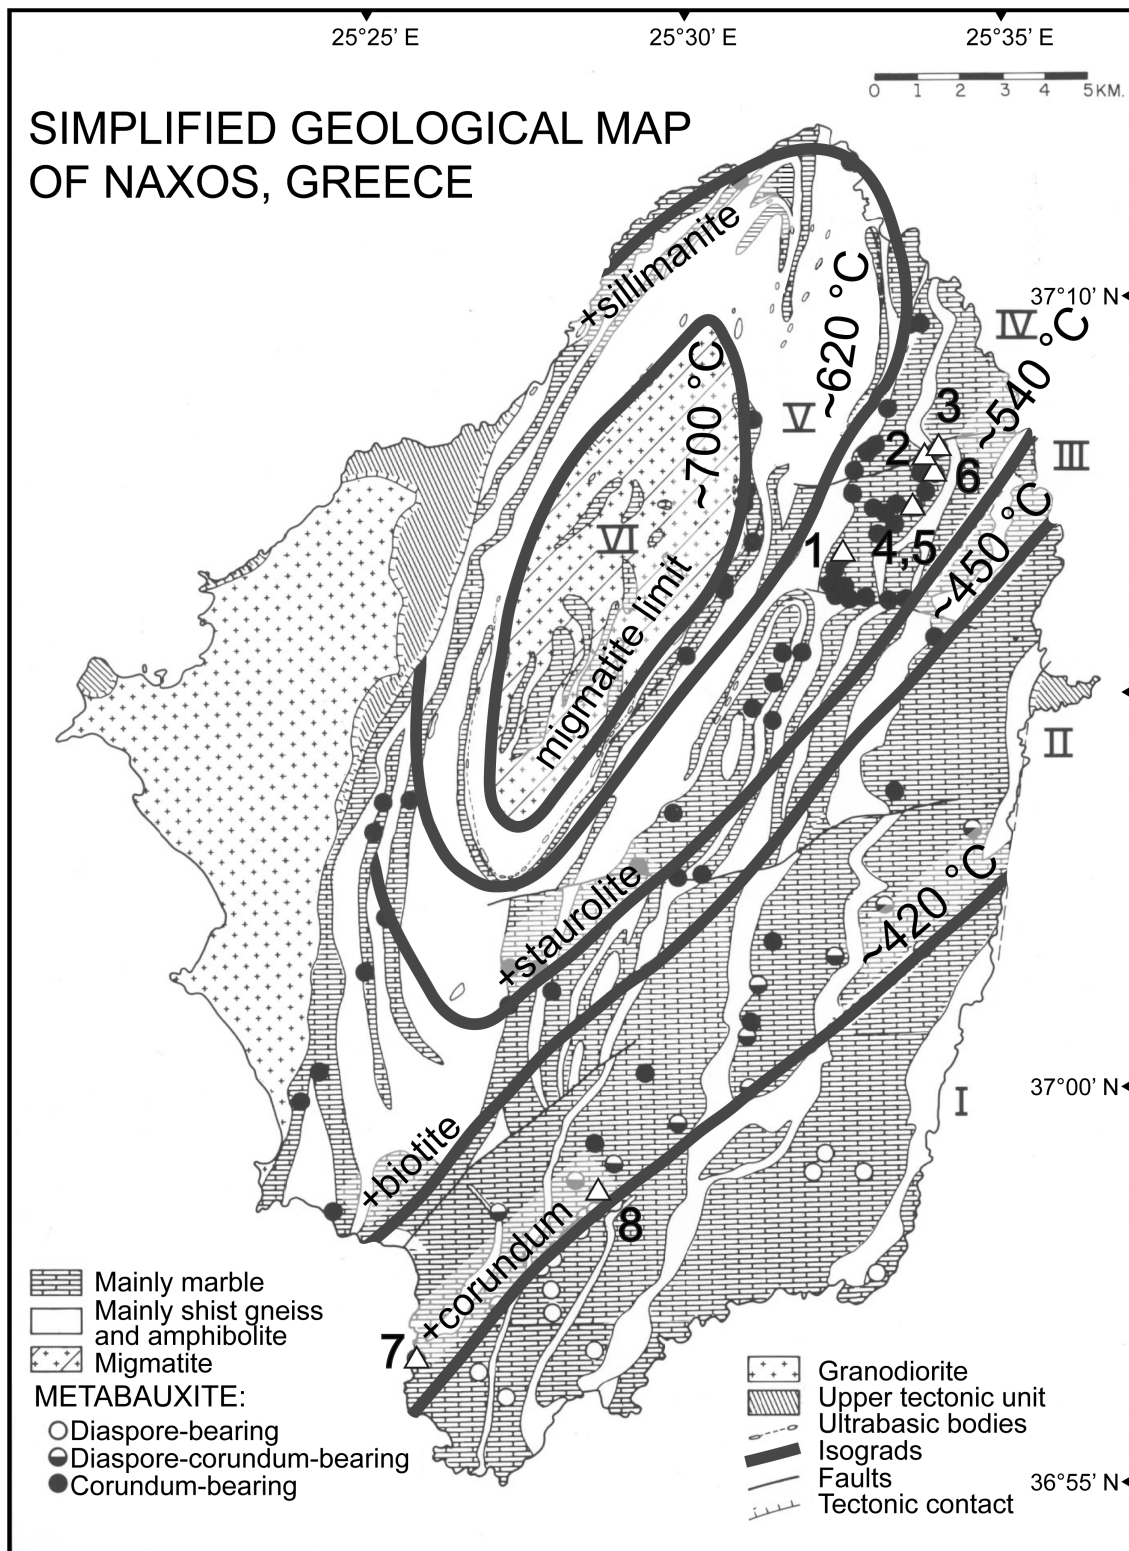 25°25’ E
25°30’ E
25°35’ E
0 1 2 3 4 5 KM.
SIMPLIFIED GEOLOGICAL MAP
OF NAXOS, GREECE
+sillimanite
37°10’ N
IV
~620 °C
~540 °C
~700 °C
V
3
2
6
III
VI
1
4,5
~450 °C
migmatite limit
II
~420 °C
+staurolite
37°00’ N
I
+biotite
8
+corundum
7
Mainly marble
Mainly shist gneiss
and amphibolite
Migmatite
METABAUXITE:
Diaspore-bearing
Diaspore-corundum-bearing
Corundum-bearing
Granodiorite
Upper tectonic unit
Ultrabasic bodies
Isograds
Faults
Tectonic contact
36°55’ N